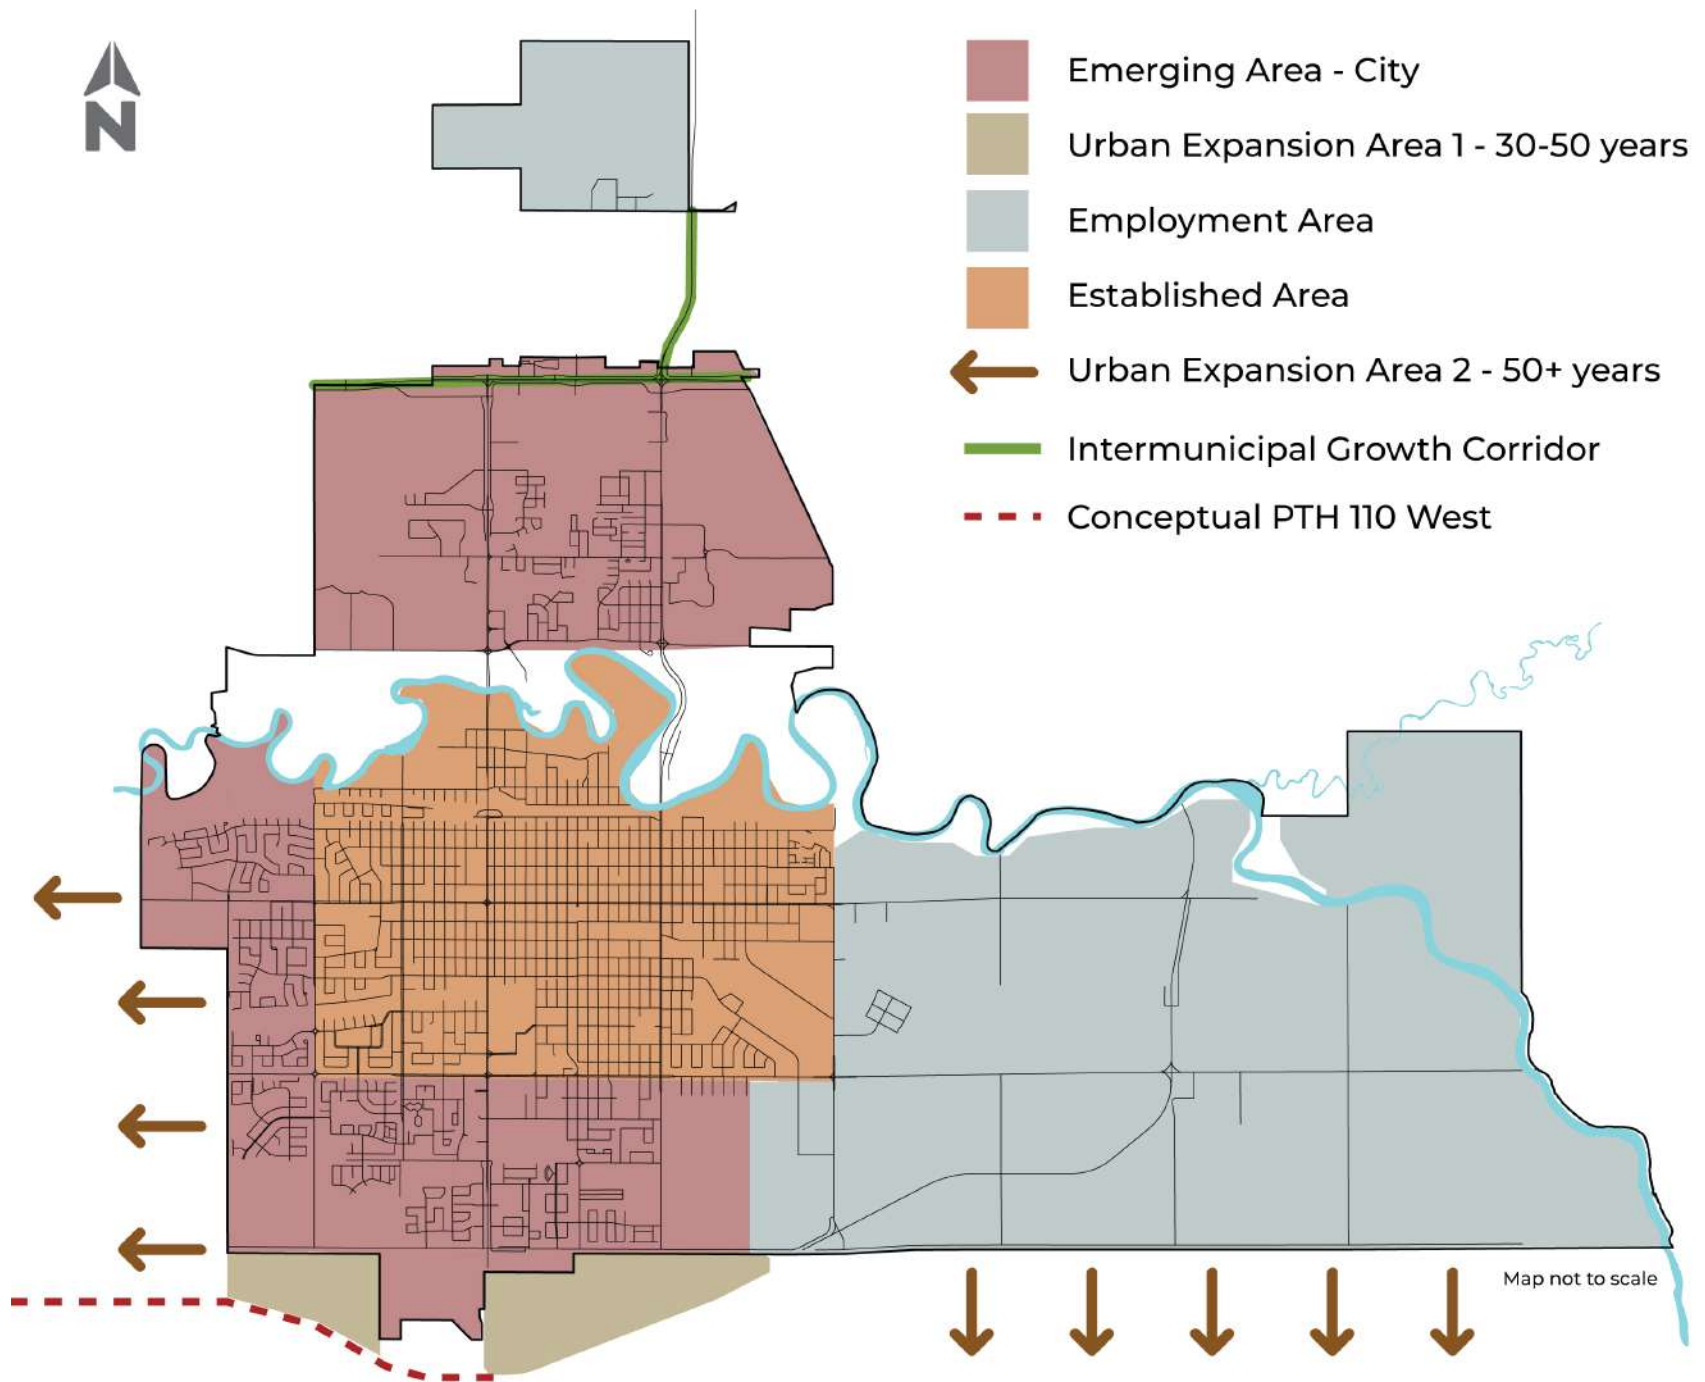 N
Emerging Area - City
Urban Expansion Area 1 - 30-50 years
Employment Area
Established Area
Urban Expansion Area 2 - 50+ years
Intermunicipal Growth Corridor
Conceptual PTH 110 West
Map not to scale